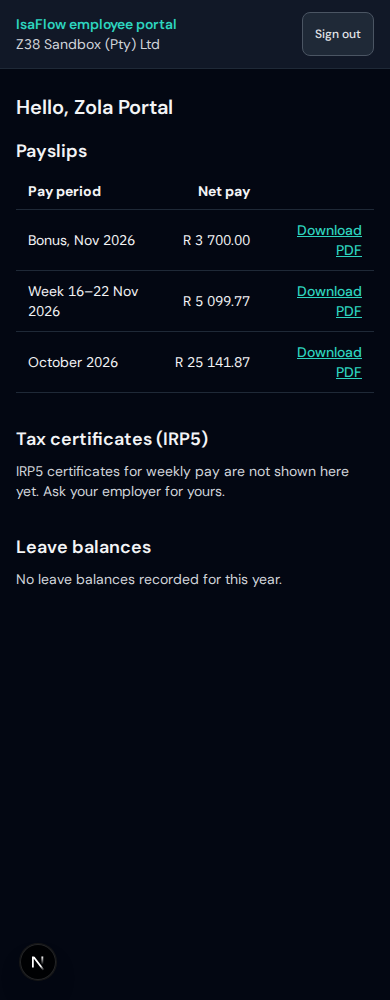 IsaFlow employee portal
Z38 Sandbox (Pty) Ltd
Sign out
Hello, Zola Portal
Payslips
Pay period Net pay
Bonus, Nov 2026 R 3 700.00 Download PDF
Week 16–22 Nov 2026 R 5 099.77 Download PDF
October 2026 R 25 141.87 Download PDF
Tax certificates (IRP5)
IRP5 certificates for weekly pay are not shown here
yet. Ask your employer for yours.
Leave balances
No leave balances recorded for this year.
N